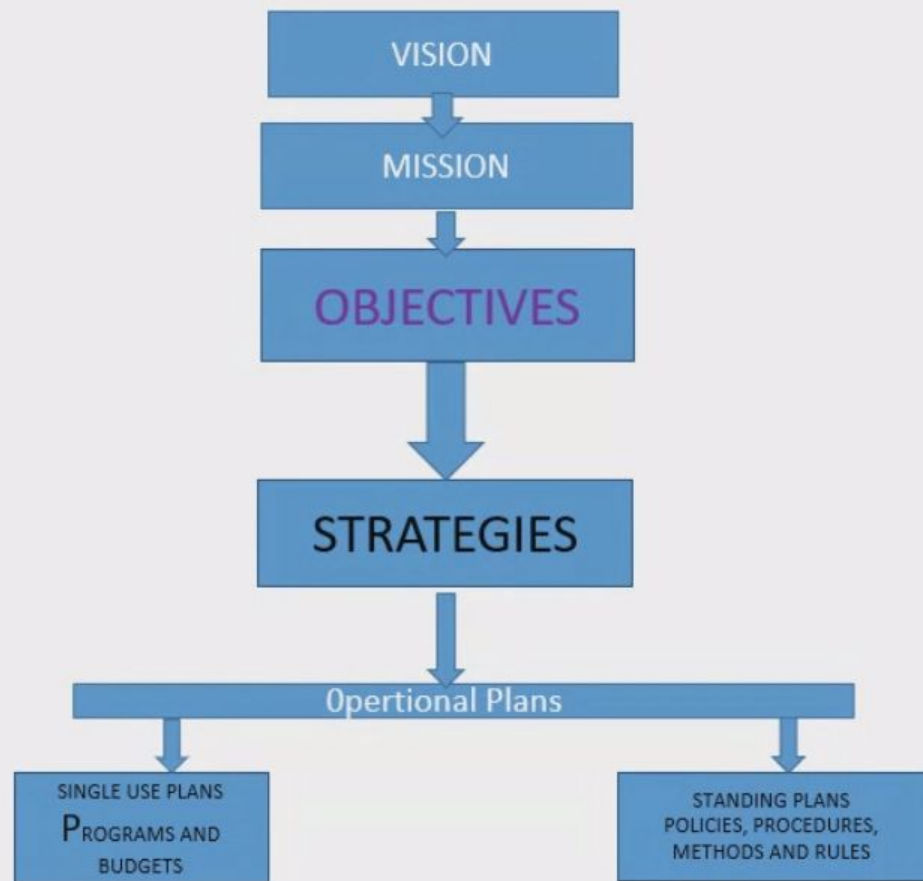 VISION
MISSION
OBJECTIVES
STRATEGIES
0pertional Plans
SINGLE USE PLANS
PROGRAMS AND
BUDGETS
STANDING PLANS
POLICIES, PROCEDURES,
METHODS AND RULES